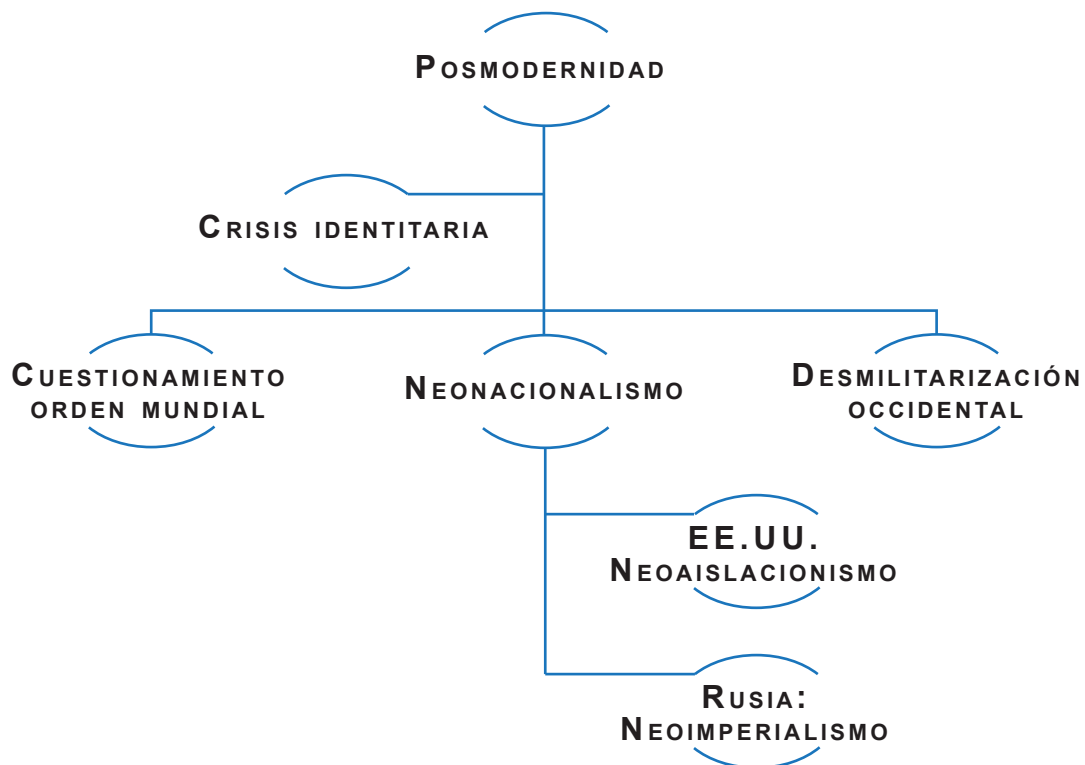 Posmodernidad
Crisis identitaria
Cuestionamiento
orden mundial
Neonacionalismo
Desmilitarización
occidental
EE.UU.
Neoaislacionismo
Rusia:
Neoimperialismo